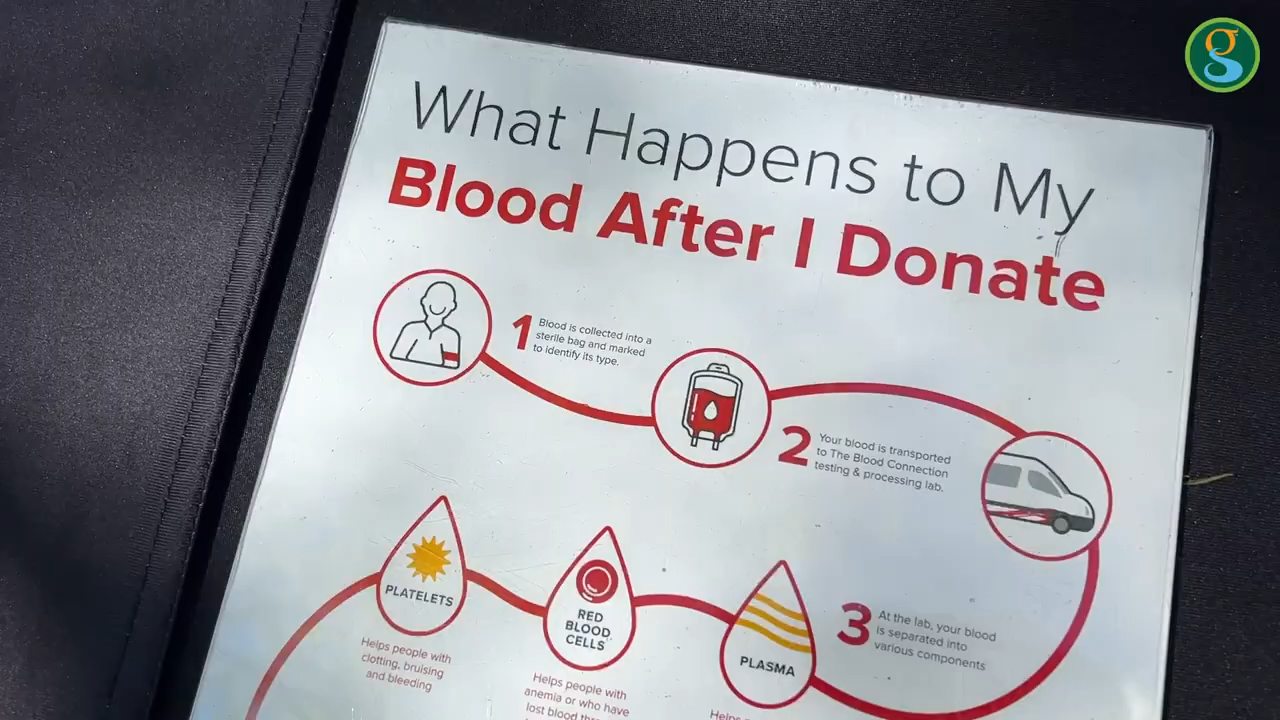 What Happens to My
Blood After I Donate
1
Blood is collected into a
sterile bag and marked
to identify its type.
2
Your blood is transported
to The Blood Connection
testing & processing lab.
3
At the lab, your blood
is separated into
various components
PLATELETS
Helps people with
clotting, bruising
and bleeding
RED
BLOOD
CELLS
Helps people with
anemia or who have
lost blood
PLASMA
Helps